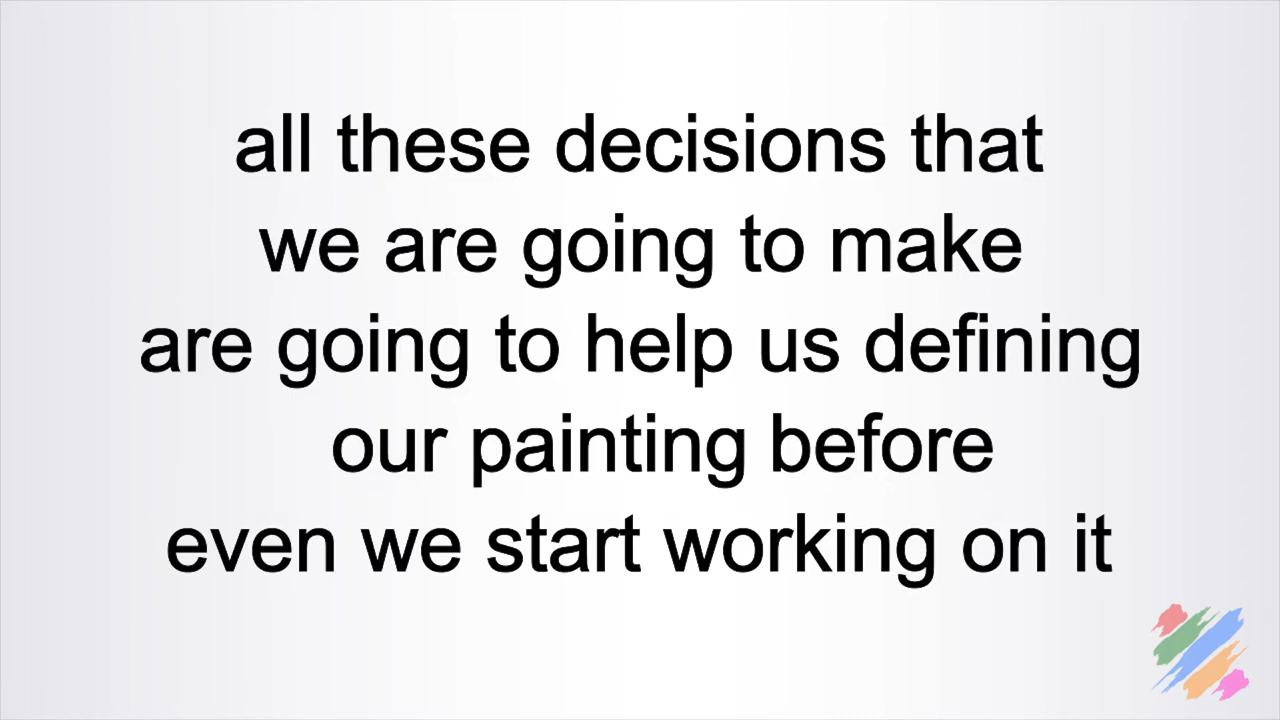 all these decisions that
we are going to make
are going to help us defining
our painting before
even we start working on it